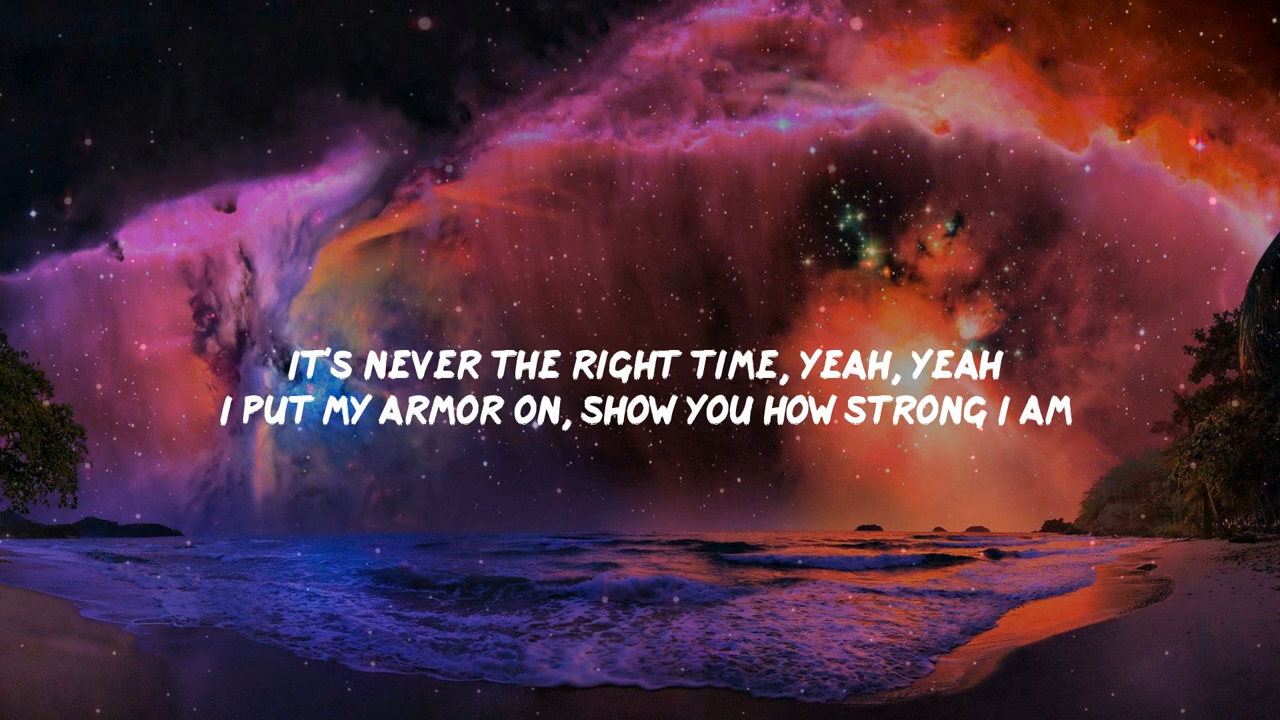 IT'S NEVER THE RIGHT TIME, YEAH, YEAH
I PUT MY ARMOR ON, SHOW YOU HOW STRONG I AM